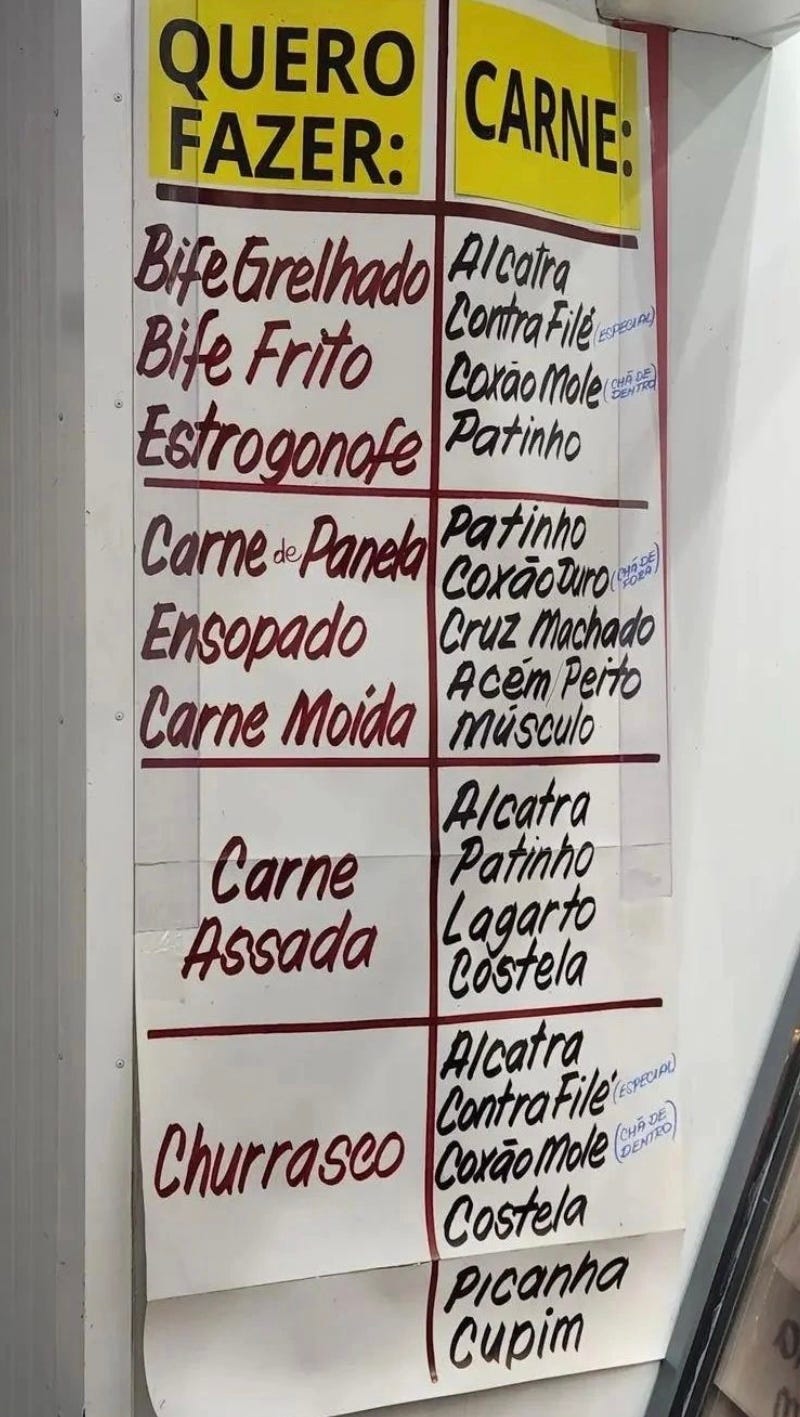 QUERO
FAZER:
CARNE:
Bife Grelhado
Bife Frito
Estrogonofe
Alcatra
Contra Filé (ESPECIAL)
Coxão Mole (CHÃ DE
DENTRO)
Patinho
Carne de Panela
Ensopado
Carne Moída
Patinho
Coxão Duro (CHÃ DE
FORA)
Cruz Machado
Acém/Peito
Músculo
Carne
Assada
Alcatra
Patinho
Lagarto
Costela
Churrasco
Alcatra
Contra Filé (ESPECIAL)
Coxão Mole (CHÃ DE
DENTRO)
Costela
Picanha
Cupim